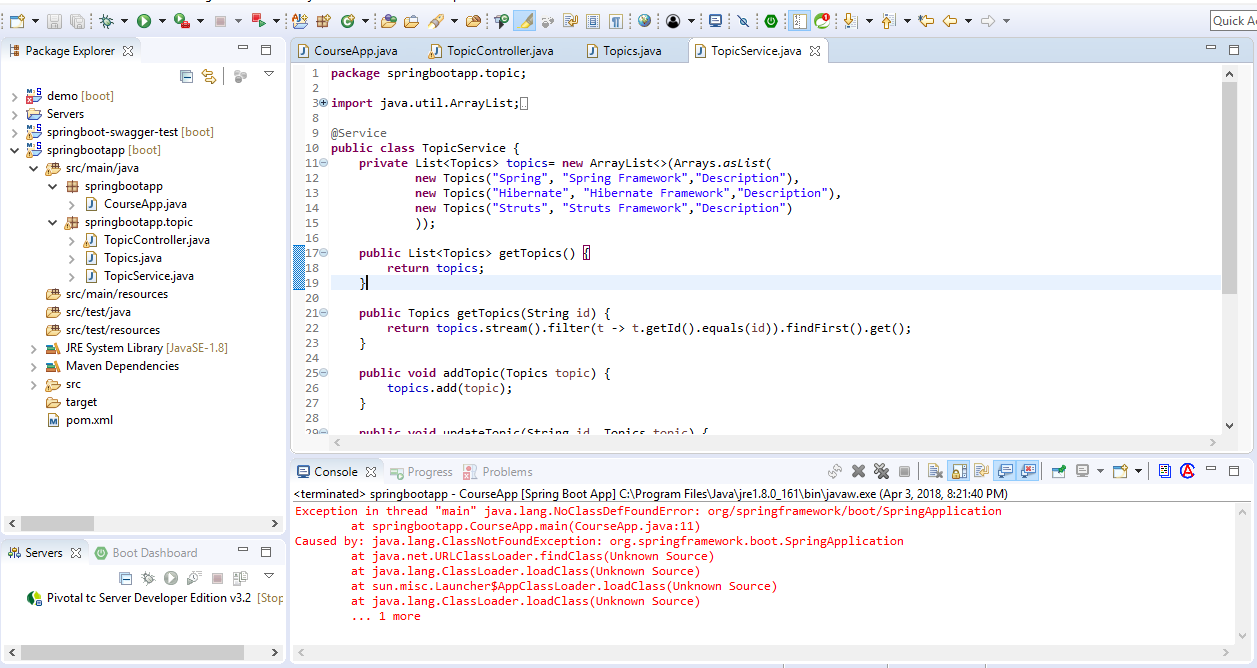 Quick A
Package Explorer
demo [boot]
Servers
springboot-swagger-test [boot]
springbootapp [boot]
src/main/java
springbootapp
CourseApp.java
springbootapp.topic
TopicController.java
Topics.java
TopicService.java
src/main/resources
src/test/java
src/test/resources
JRE System Library [JavaSE-1.8]
Maven Dependencies
src
target
pom.xml
Servers Boot Dashboard
Pivotal tc Server Developer Edition v3.2 [Stop
CourseApp.java TopicController.java Topics.java TopicService.java
1 package springbootapp.topic;
2
3 import java.util.ArrayList;
8
9 @Service
10 public class TopicService {
11 private List<Topics> topics= new ArrayList<>(Arrays.asList(
12 new Topics("Spring", "Spring Framework","Description"),
13 new Topics("Hibernate", "Hibernate Framework","Description"),
14 new Topics("Struts", "Struts Framework","Description")
15 ));
16
17 public List<Topics> getTopics() {
18 return topics;
19 }
20
21 public Topics getTopics(String id) {
22 return topics.stream().filter(t -> t.getId().equals(id)).findFirst().get();
23 }
24
25 public void addTopic(Topics topic) {
26 topics.add(topic);
27 }
28
29 public void updateTopic(String id, Topics topic) {
Console Progress Problems
<terminated> springbootapp - CourseApp [Spring Boot App] C:\Program Files\Java\jre1.8.0_161\bin\javaw.exe (Apr 3, 2018, 8:21:40 PM)
Exception in thread "main" java.lang.NoClassDefFoundError: org/springframework/boot/SpringApplication
at springbootapp.CourseApp.main(CourseApp.java:11)
Caused by: java.lang.ClassNotFoundException: org.springframework.boot.SpringApplication
at java.net.URLClassLoader.findClass(Unknown Source)
at java.lang.ClassLoader.loadClass(Unknown Source)
at sun.misc.Launcher$AppClassLoader.loadClass(Unknown Source)
at java.lang.ClassLoader.loadClass(Unknown Source)
... 1 more